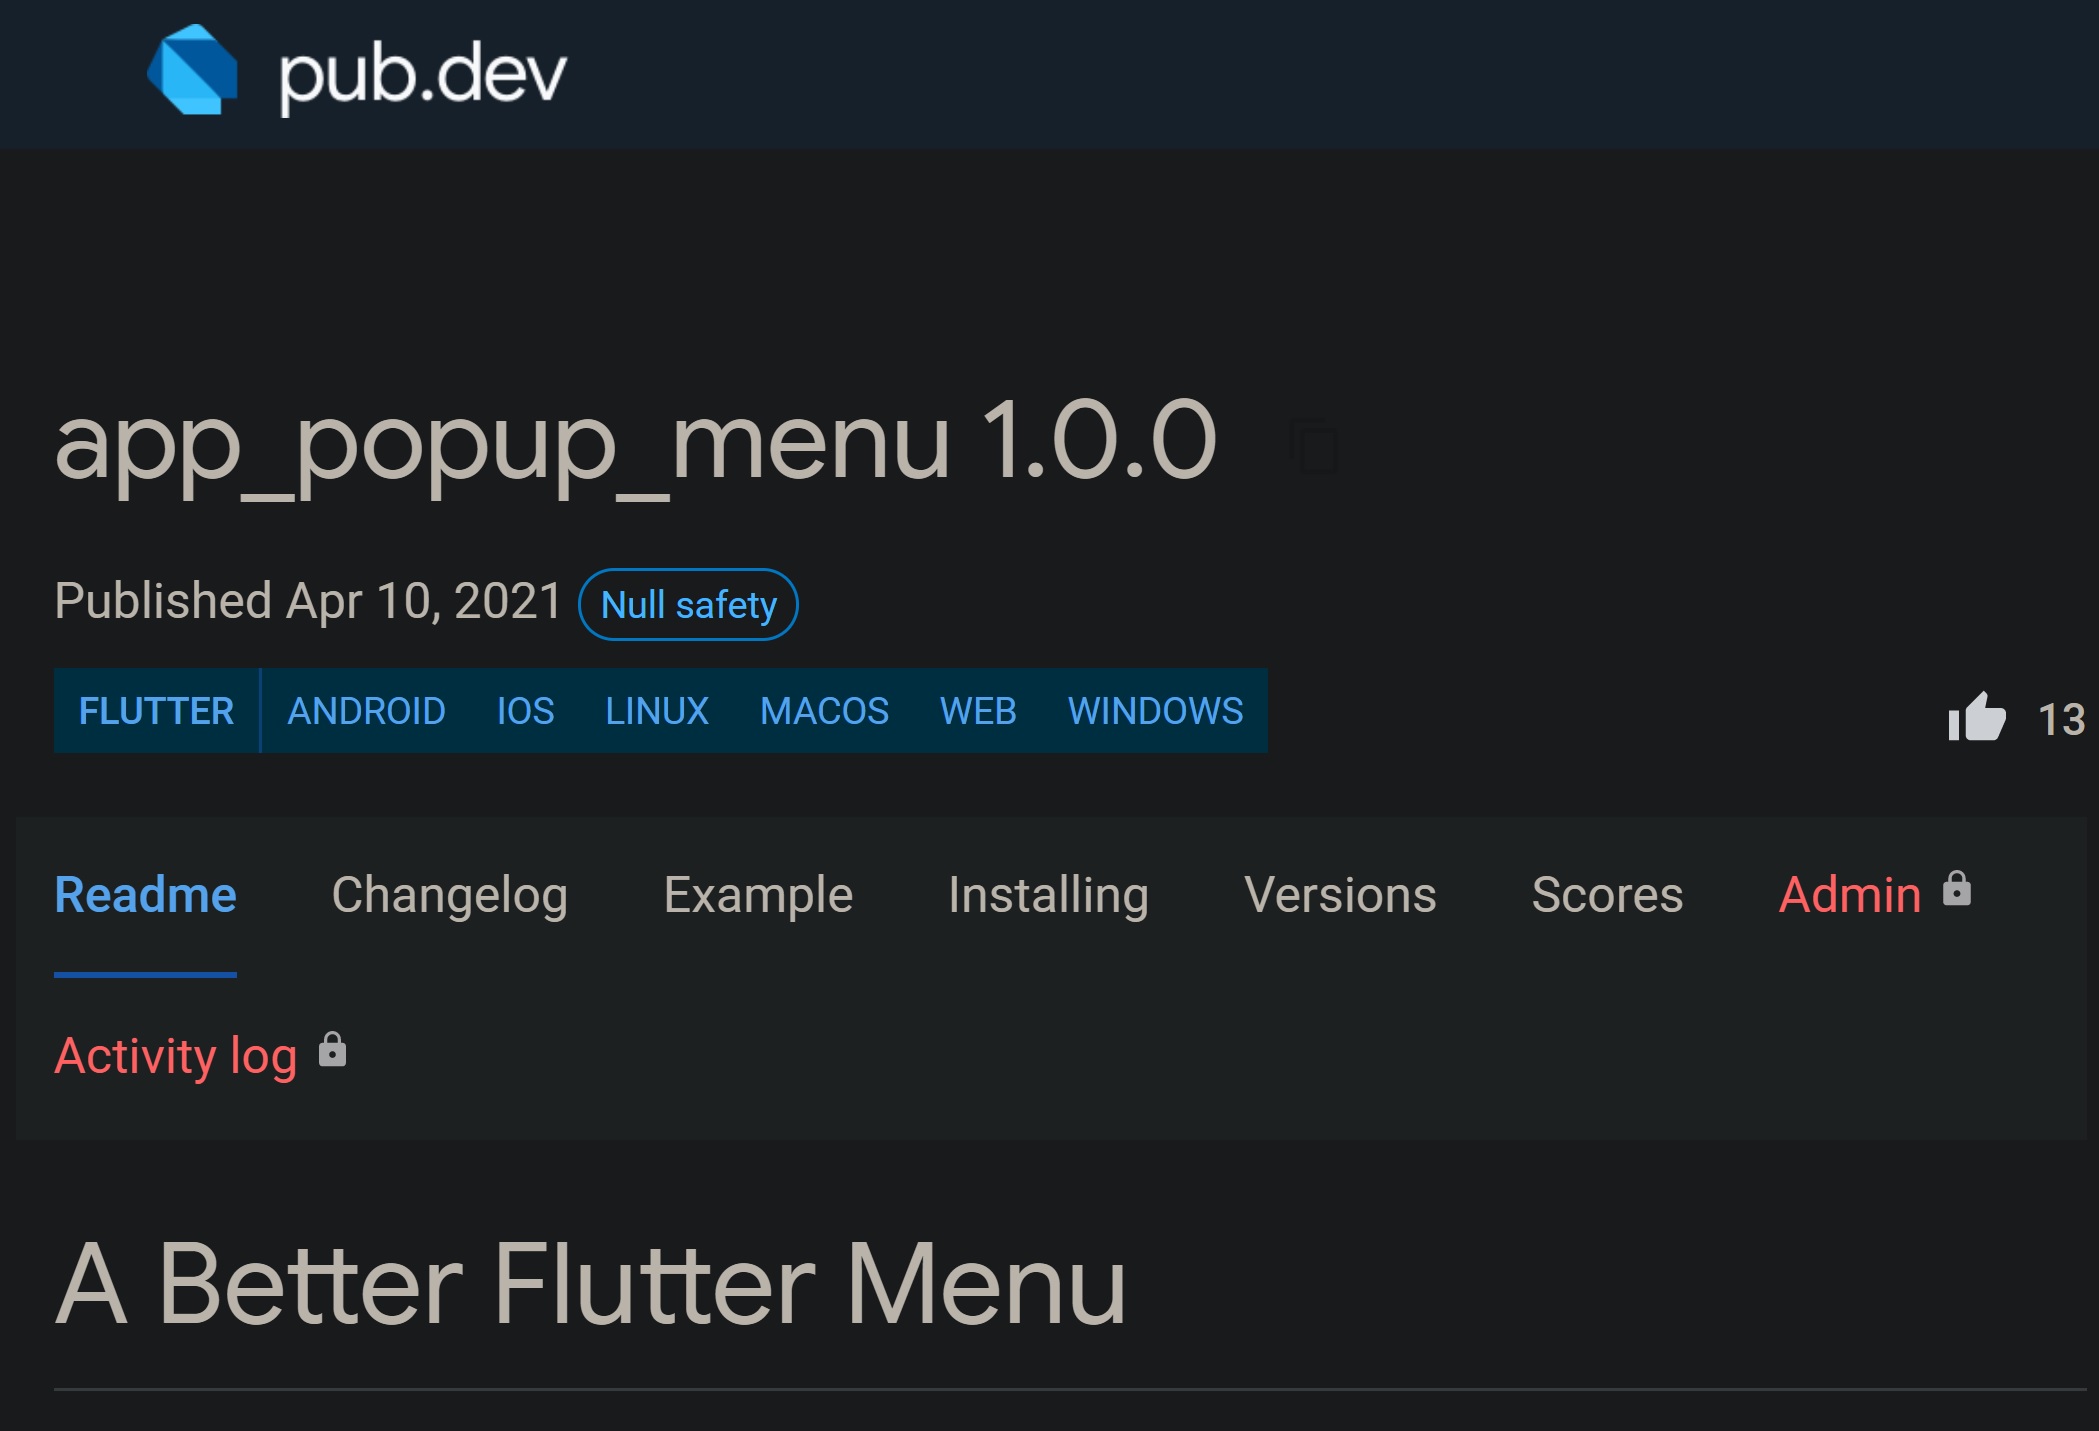 pub.dev
app_popup_menu 1.0.0
Published Apr 10, 2021 Null safety
FLUTTER ANDROID IOS LINUX MACOS WEB WINDOWS 13
Readme Changelog Example Installing Versions Scores Admin
Activity log
A Better Flutter Menu